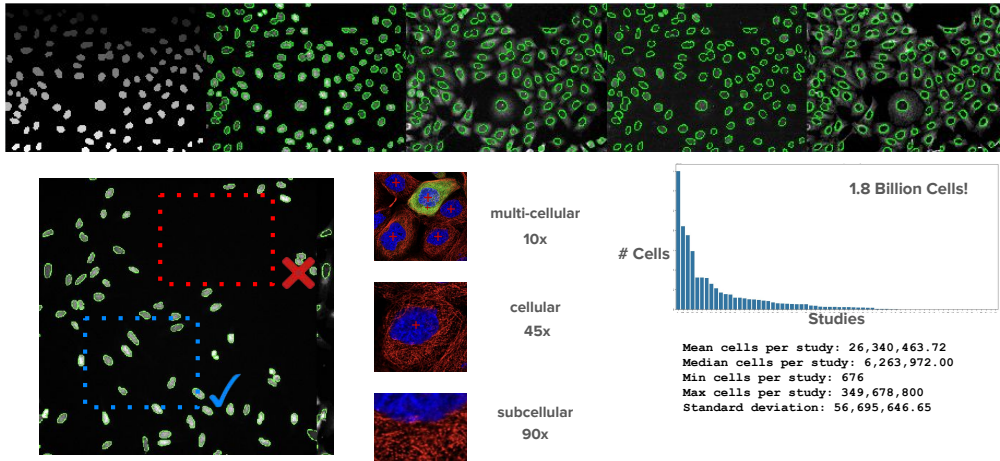 multi-cellular
10x
cellular
45x
subcellular
90x
1.8 Billion Cells!
# Cells
Studies
Mean cells per study: 26,340,463.72
Median cells per study: 6,263,972.00
Min cells per study: 676
Max cells per study: 349,678,800
Standard deviation: 56,695,646.65